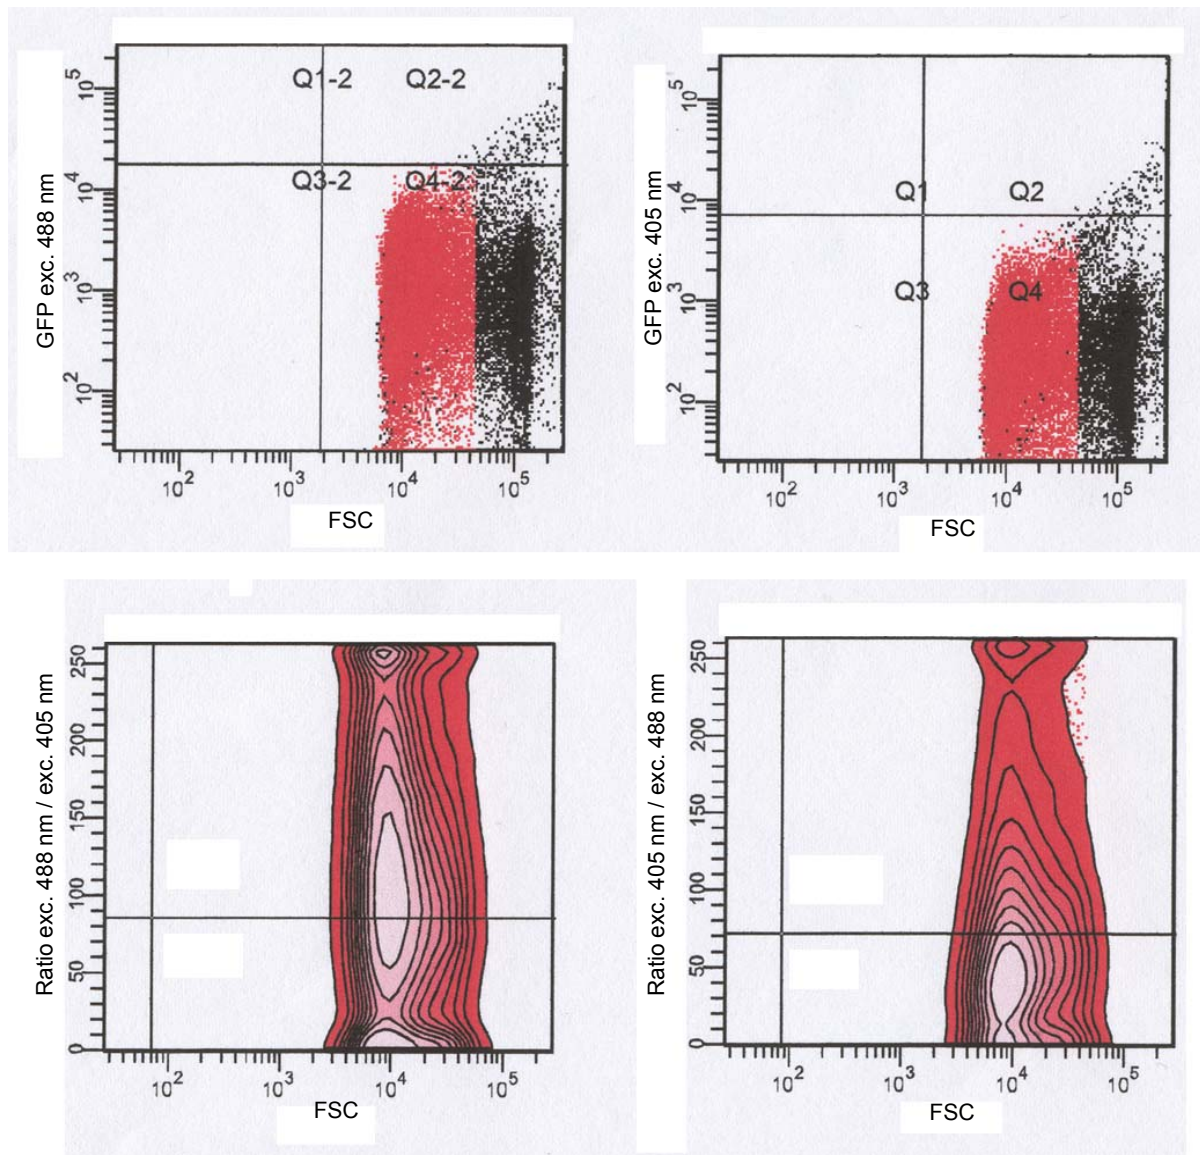 Q1-2 Q2-2
Q3-2 Q4-2
GFP exc. 488 nm
10^5
10^4
10^3
10^2
10^2 10^3 10^4 10^5
FSC
Q1 Q2
Q3 Q4
GFP exc. 405 nm
10^5
10^4
10^3
10^2
10^2 10^3 10^4 10^5
FSC
Ratio exc. 488 nm / exc. 405 nm
250
200
150
100
50
0
10^2 10^3 10^4 10^5
FSC
Ratio exc. 405 nm / exc. 488 nm
250
200
150
100
50
0
10^2 10^3 10^4 10^5
FSC